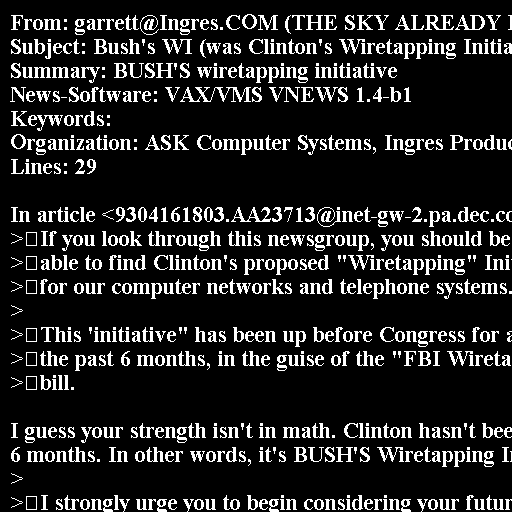 From: garrett@Ingres.COM (THE SKY ALREADY
Subject: Bush's WI (was Clinton's Wiretapping Initia
Summary: BUSH'S wiretapping initiative
News-Software: VAX/VMS VNEWS 1.4-b1
Keywords:
Organization: ASK Computer Systems, Ingres Produc
Lines: 29

In article <9304161803.AA23713@inet-gw-2.pa.dec.co
>□If you look through this newsgroup, you should be
>□able to find Clinton's proposed "Wiretapping" Ini
>□for our computer networks and telephone systems.
>
>□This 'initiative" has been up before Congress for a
>□the past 6 months, in the guise of the "FBI Wireta
>□bill.

I guess your strength isn't in math. Clinton hasn't bee
6 months. In other words, it's BUSH'S Wiretapping I
>
>□I strongly urge you to begin considering your futur